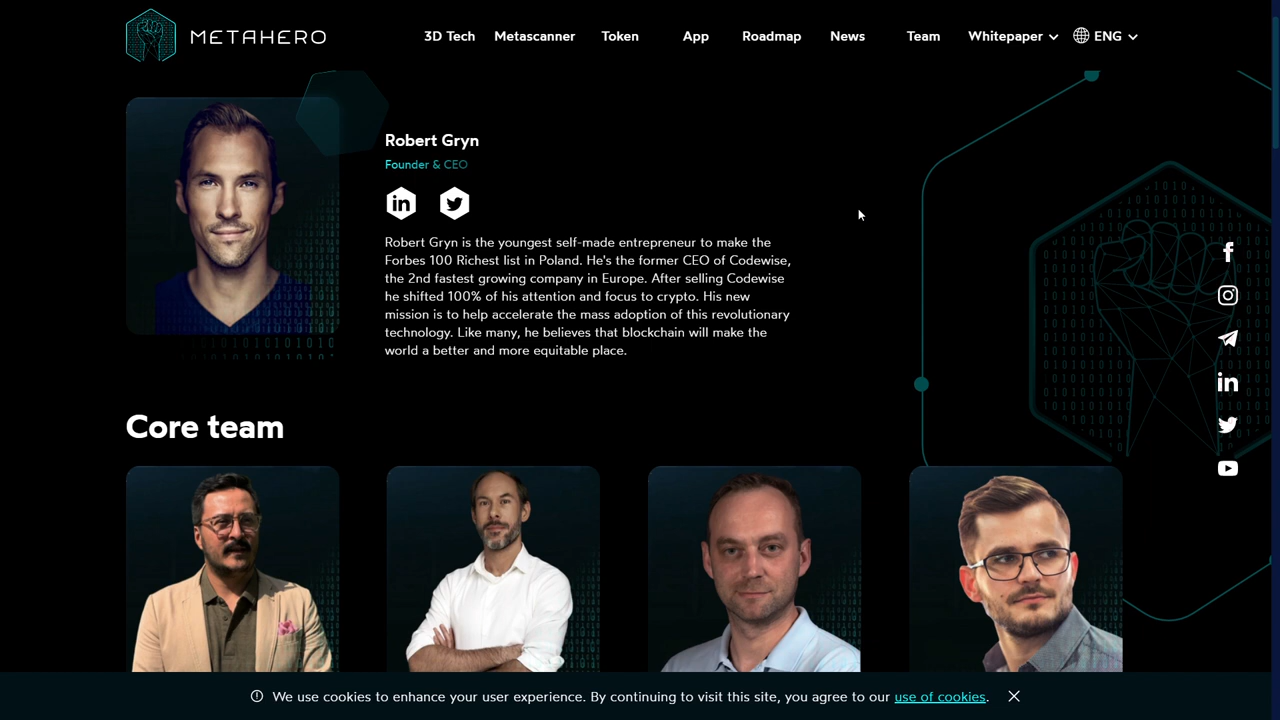 METAHERO
3D Tech Metascanner Token App Roadmap News Team Whitepaper ENG
Robert Gryn
Founder & CEO
Robert Gryn is the youngest self-made entrepreneur to make the
Forbes 100 Richest list in Poland. He's the former CEO of Codewise,
the 2nd fastest growing company in Europe. After selling Codewise
he shifted 100% of his attention and focus to crypto. His new
mission is to help accelerate the mass adoption of this revolutionary
technology. Like many, he believes that blockchain will make the
world a better and more equitable place.
Core team
We use cookies to enhance your user experience. By continuing to visit this site, you agree to our use of cookies.